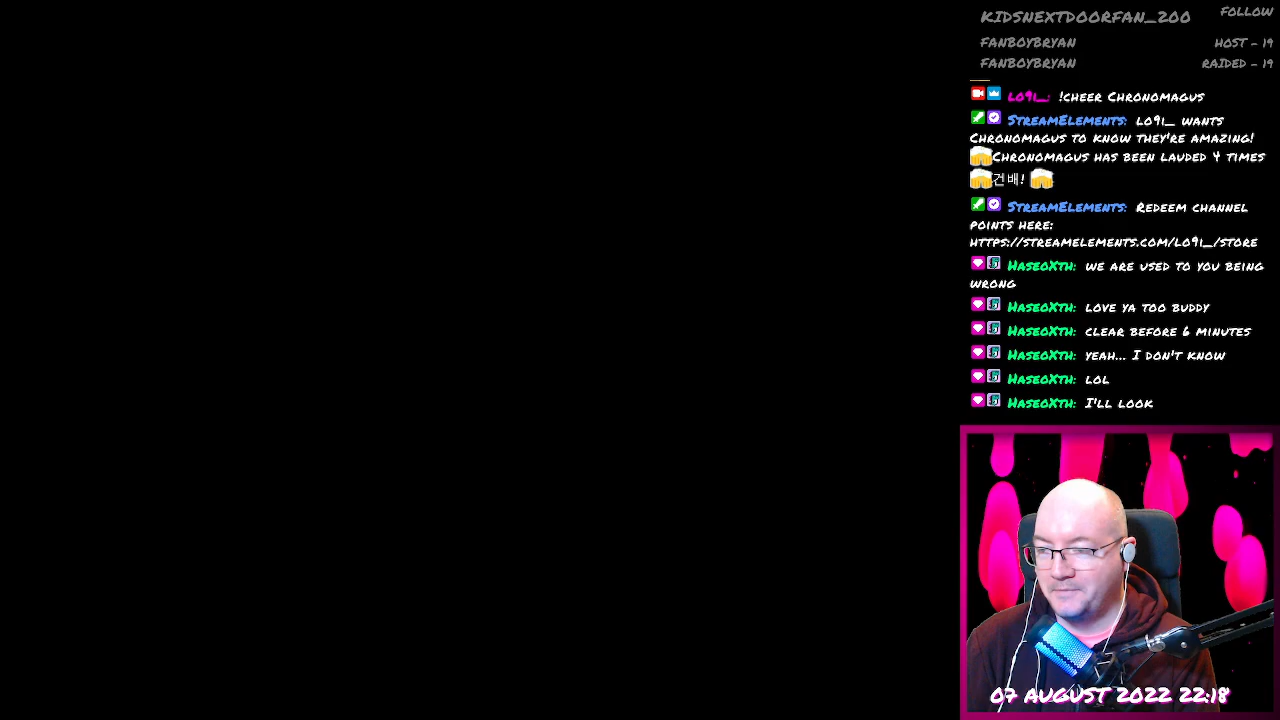 KIDSNEXTDOORFAN_200 FOLLOW
FANBOYBRYAN HOST - 19
FANBOYBRYAN RAIDED - 19
LO9I_: !CHEER CHRONOMAGUS
STREAMELEMENTS: LO9I_ WANTS
CHRONOMAGUS TO KNOW THEY'RE AMAZING!
CHRONOMAGUS HAS BEEN LAUDED 4 TIMES
건배!
STREAMELEMENTS: REDEEM CHANNEL
POINTS HERE:
HTTPS://STREAMELEMENTS.COM/LO9I_/STORE
HASEOXTH: WE ARE USED TO YOU BEING
WRONG
HASEOXTH: LOVE YA TOO BUDDY
HASEOXTH: CLEAR BEFORE 6 MINUTES
HASEOXTH: YEAH... I DON'T KNOW
HASEOXTH: LOL
HASEOXTH: I'LL LOOK
07 AUGUST 2022 22:18